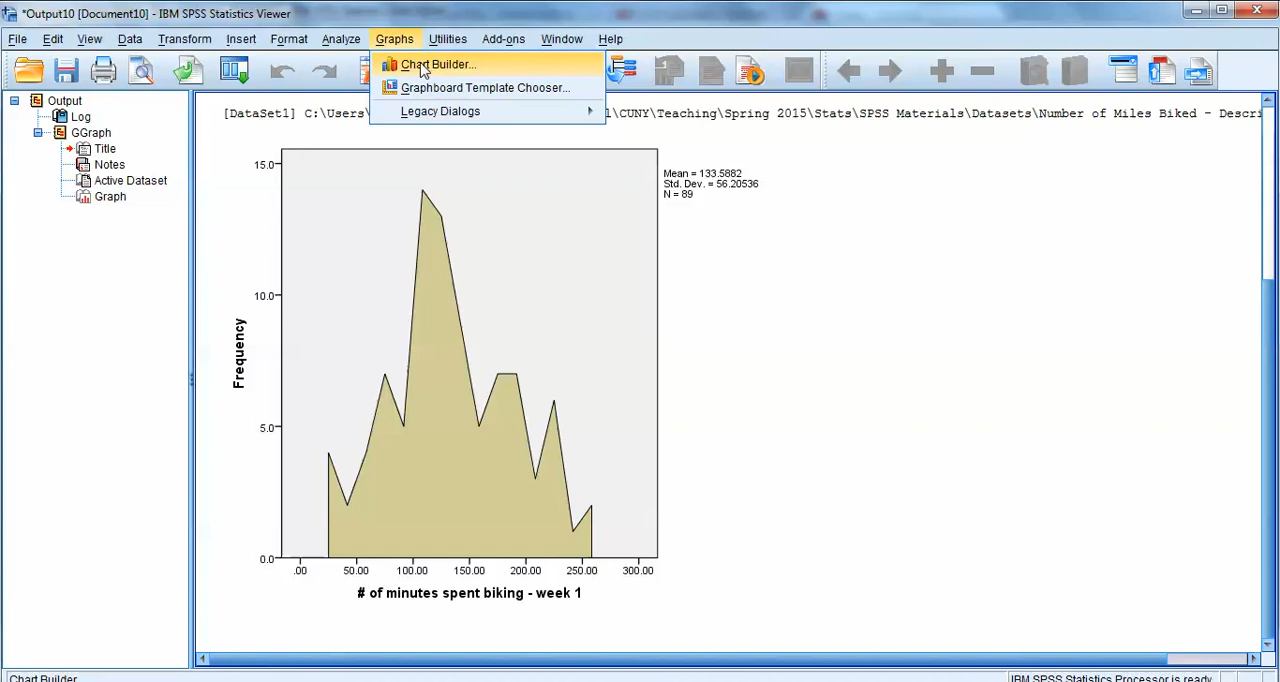 *Output10 [Document10] - IBM SPSS Statistics Viewer
File Edit View Data Transform Insert Format Analyze Graphs Utilities Add-ons Window Help
Chart Builder...
Graphboard Template Chooser...
Legacy Dialogs
Output
Log
GGraph
Title
Notes
Active Dataset
Graph
[DataSet1] C:\Users\ l\CUNY\Teaching\Spring 2015\Stats\SPSS Materials\Datasets\Number of Miles Biked - Descri
Mean = 133.5882
Std. Dev. = 56.20536
N = 89
15.0
10.0
5.0
0.0
Frequency
.00 50.00 100.00 150.00 200.00 250.00 300.00
# of minutes spent biking - week 1
Chart Builder
IBM SPSS Statistics Processor is ready